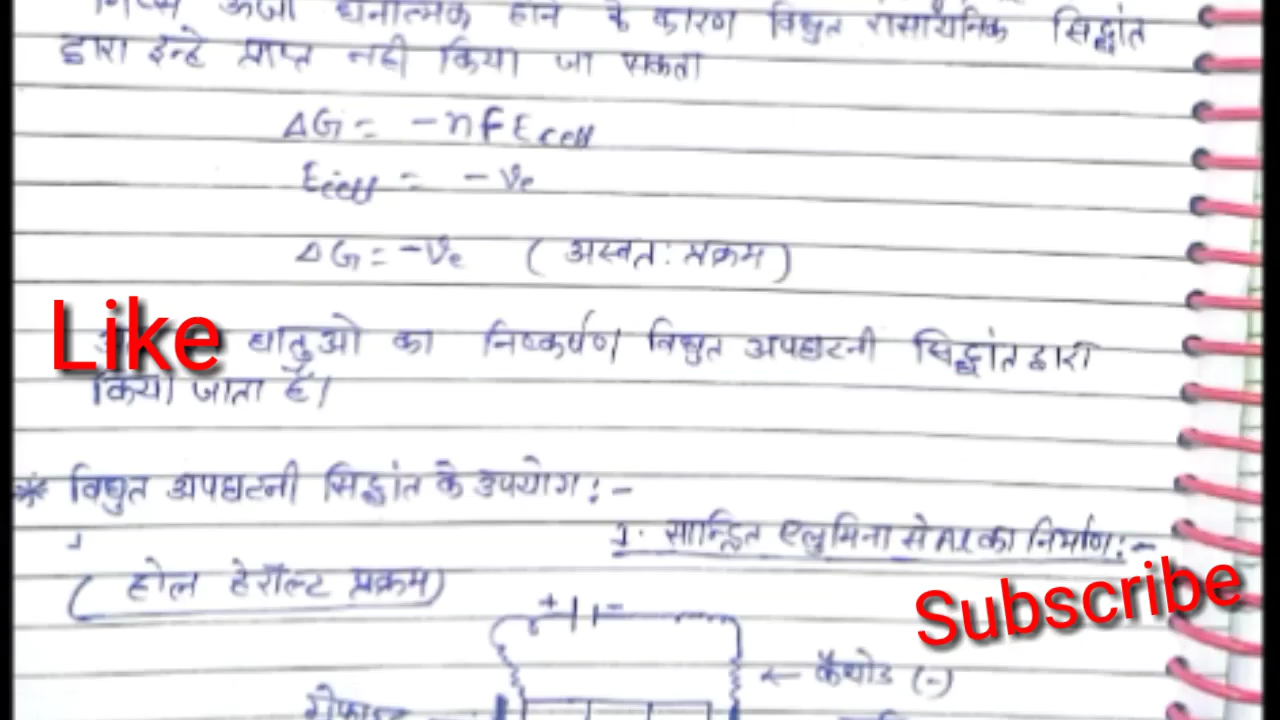 गिब्स ऊर्जा धनात्मक होने के कारण विधुत रासायनिक सिद्धांत
द्वारा इन्हे प्राप्त नही किया जा सकता
ΔG = -nFEcell
Ecell = -Ve
ΔG = -Ve (अस्वत: प्रक्रम)
Like
धातुओ का निष्कर्षण विधुत अपघटनी सिद्धांत द्वारा
किया जाता है।
* विधुत अपघटनी सिद्धांत के उपयोग :-
1. सान्द्रित एलुमिना से Al का निर्माण :-
(होल हेरॉल्ट प्रक्रम)
Subscribe
+ -
← कैथोड (-)